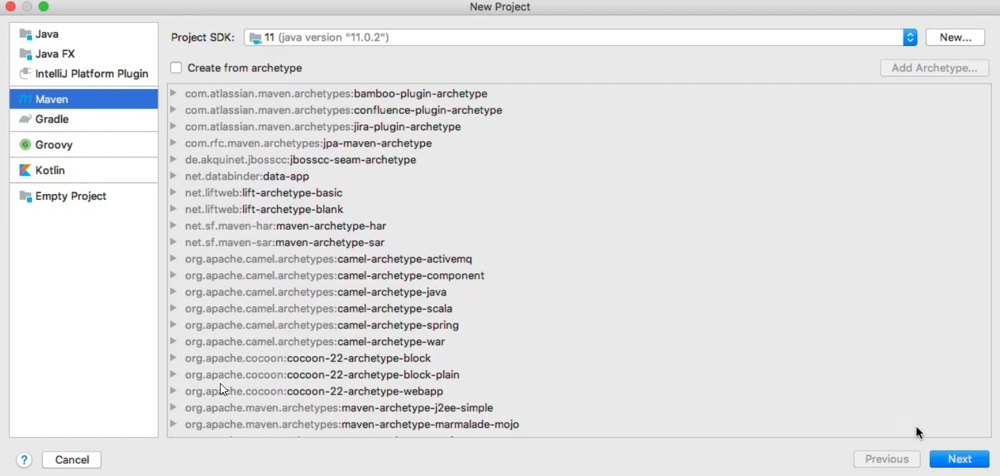 New Project
Java
Java FX
IntelliJ Platform Plugin
Maven
Gradle
Groovy
Kotlin
Empty Project
Project SDK: 11 (java version "11.0.2") New...
Create from archetype Add Archetype...
com.atlassian.maven.archetypes:bamboo-plugin-archetype
com.atlassian.maven.archetypes:confluence-plugin-archetype
com.atlassian.maven.archetypes:jira-plugin-archetype
com.rfc.maven.archetypes:jpa-maven-archetype
de.akquinet.jbosscc:jbosscc-seam-archetype
net.databinder:data-app
net.liftweb:lift-archetype-basic
net.liftweb:lift-archetype-blank
net.sf.maven-har:maven-archetype-har
net.sf.maven-sar:maven-archetype-sar
org.apache.camel.archetypes:camel-archetype-activemq
org.apache.camel.archetypes:camel-archetype-component
org.apache.camel.archetypes:camel-archetype-java
org.apache.camel.archetypes:camel-archetype-scala
org.apache.camel.archetypes:camel-archetype-spring
org.apache.camel.archetypes:camel-archetype-war
org.apache.cocoon:cocoon-22-archetype-block
org.apache.cocoon:cocoon-22-archetype-block-plain
org.apache.cocoon:cocoon-22-archetype-webapp
org.apache.maven.archetypes:maven-archetype-j2ee-simple
org.apache.maven.archetypes:maven-archetype-marmalade-mojo
? Cancel Previous Next